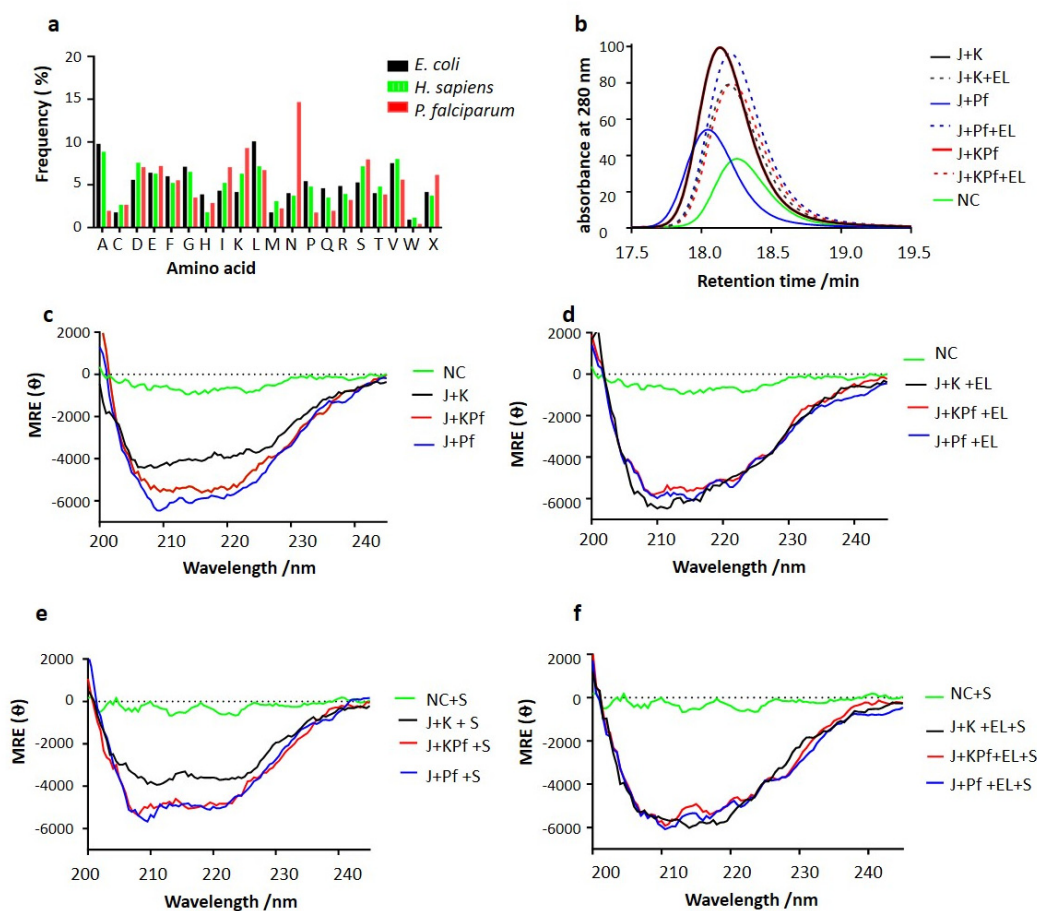 a
20
15
10
5
0
Frequency ( %)
E. coli
H. sapiens
P. falciparum
A C D E F G H I K L M N P Q R S T V W X
Amino acid
b
100
80
60
40
20
0
absorbance at 280 nm
17.5 18.0 18.5 19.0 19.5
Retention time /min
J+K
J+K+EL
J+Pf
J+Pf+EL
J+KPf
J+KPf+EL
NC
c
2000
0
-2000
-4000
-6000
MRE (θ)
200 210 220 230 240
Wavelength /nm
NC
J+K
J+KPf
J+Pf
d
2000
0
-2000
-4000
-6000
MRE (θ)
200 210 220 230 240
Wavelength /nm
NC
J+K +EL
J+KPf +EL
J+Pf +EL
e
2000
0
-2000
-4000
-6000
MRE (θ)
200 210 220 230 240
Wavelength /nm
NC+S
J+K + S
J+KPf +S
J+Pf +S
f
2000
0
-2000
-4000
-6000
MRE (θ)
200 210 220 230 240
Wavelength /nm
NC+S
J+K +EL+S
J+KPf+EL+S
J+Pf +EL+S